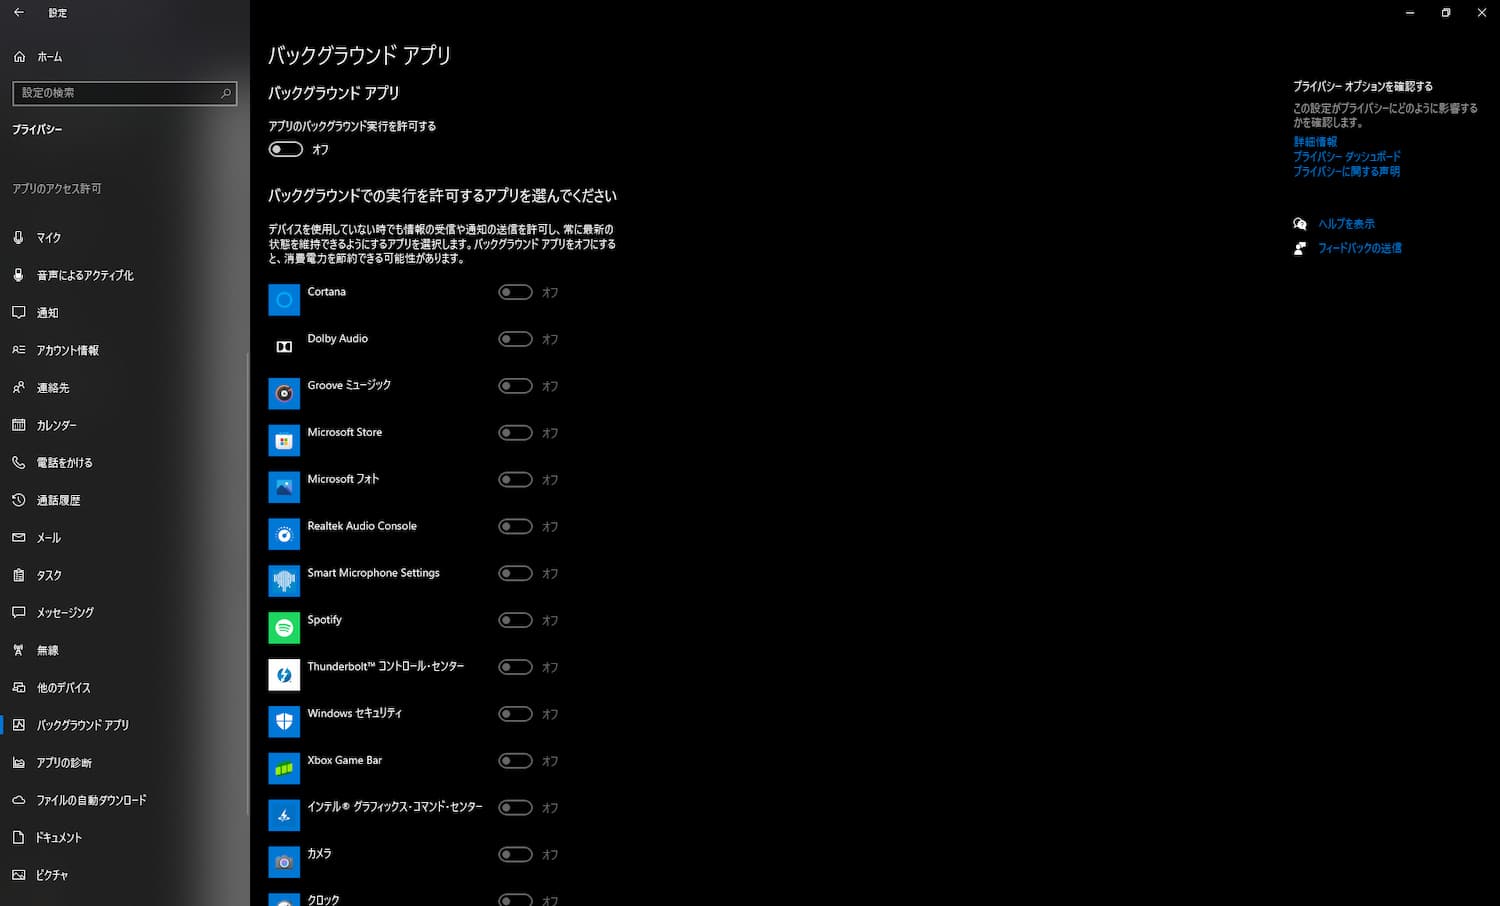 設定
ホーム
設定の検索
プライバシー
アプリのアクセス許可
マイク
音声によるアクティブ化
通知
アカウント情報
連絡先
カレンダー
電話をかける
通話履歴
メール
タスク
メッセージング
無線
他のデバイス
バックグラウンド アプリ
アプリの診断
ファイルの自動ダウンロード
ドキュメント
ピクチャ
バックグラウンド アプリ
バックグラウンド アプリ
アプリのバックグラウンド実行を許可する
オフ
バックグラウンドでの実行を許可するアプリを選んでください
デバイスを使用していない時でも情報の受信や通知の送信を許可し、常に最新の
状態を維持できるようにするアプリを選択します。バックグラウンド アプリをオフにする
と、消費電力を節約できる可能性があります。
Cortana オフ
Dolby Audio オフ
Groove ミュージック オフ
Microsoft Store オフ
Microsoft フォト オフ
Realtek Audio Console オフ
Smart Microphone Settings オフ
Spotify オフ
Thunderbolt™ コントロール・センター オフ
Windows セキュリティ オフ
Xbox Game Bar オフ
インテル® グラフィックス・コマンド・センター オフ
カメラ オフ
クロック オフ
プライバシー オプションを確認する
この設定がプライバシーにどのように影響する
かを確認します。
詳細情報
プライバシー ダッシュボード
プライバシーに関する声明
ヘルプを表示
フィードバックの送信